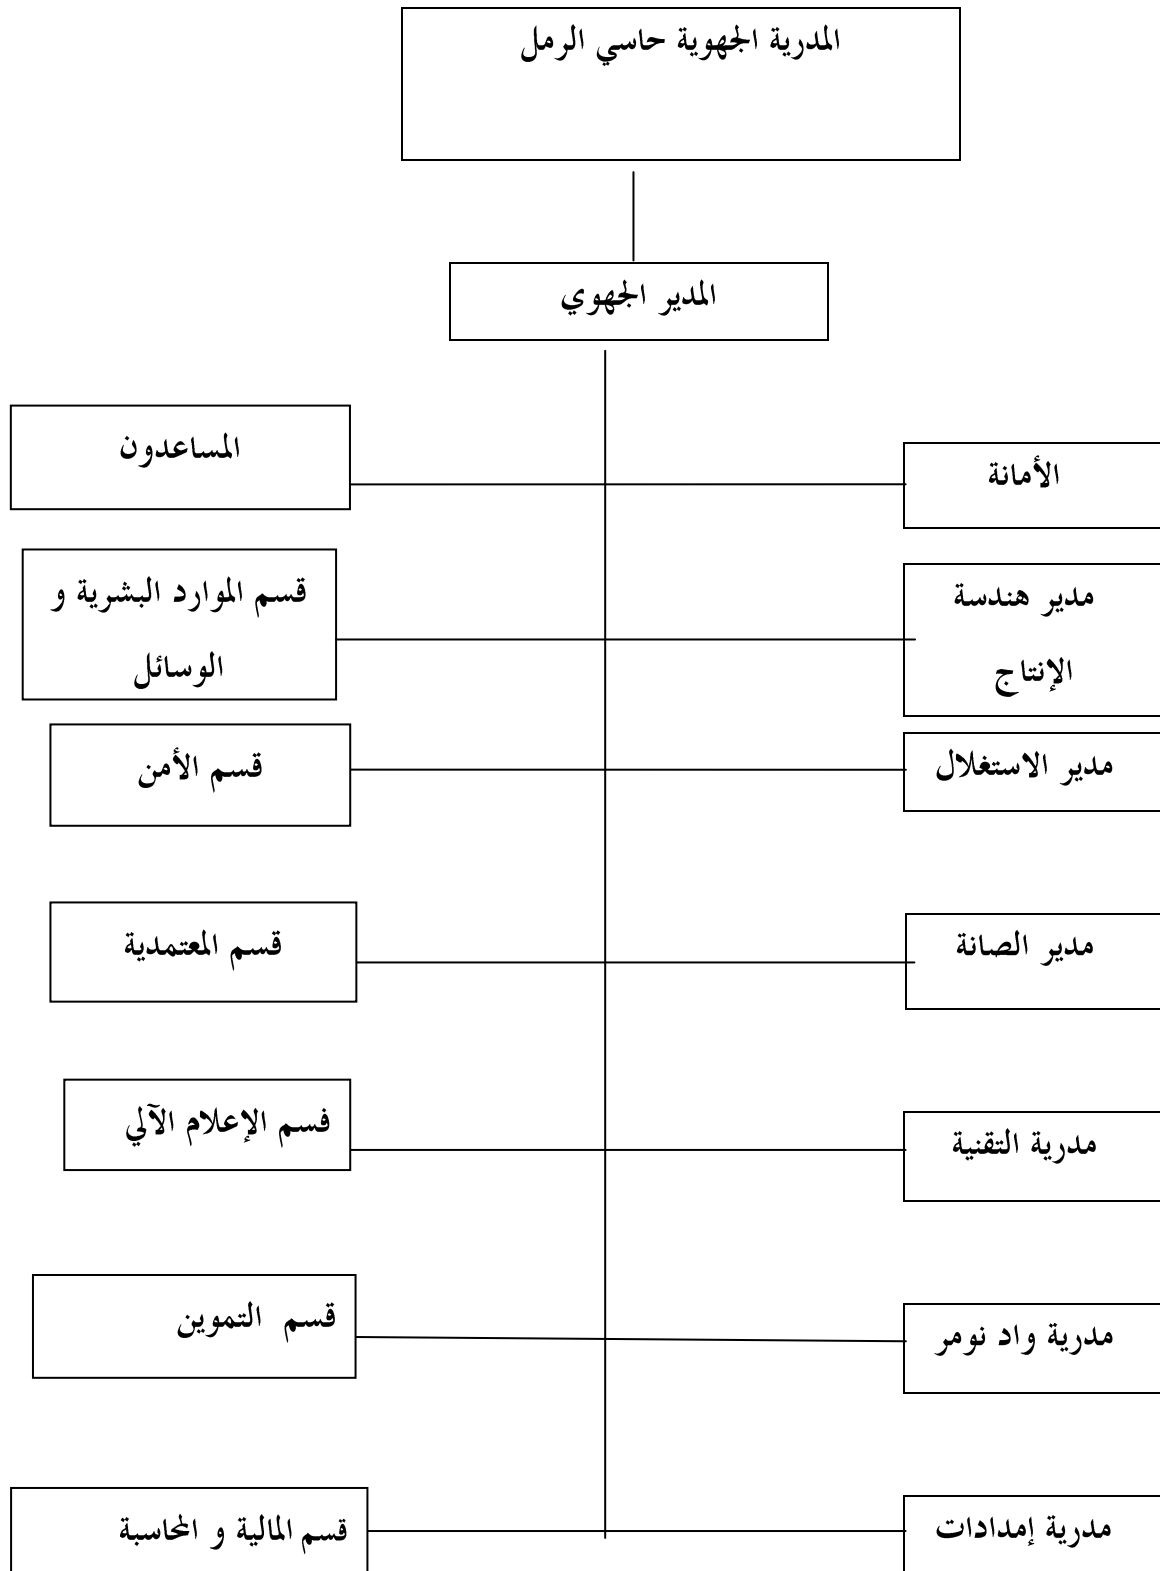 المدرية الجهوية حاسي الرمل
المدير الجهوي
الأمانة
المساعدون
مدير هندسة
الإنتاج
قسم الموارد البشرية و
الوسائل
مدير الاستغلال
قسم الأمن
مدير الصانة
قسم المعتمدية
مدرية التقنية
فسم الإعلام الآلي
مدرية واد نومر
قسم التموين
مدرية إمدادات
قسم المالية و المحاسبة